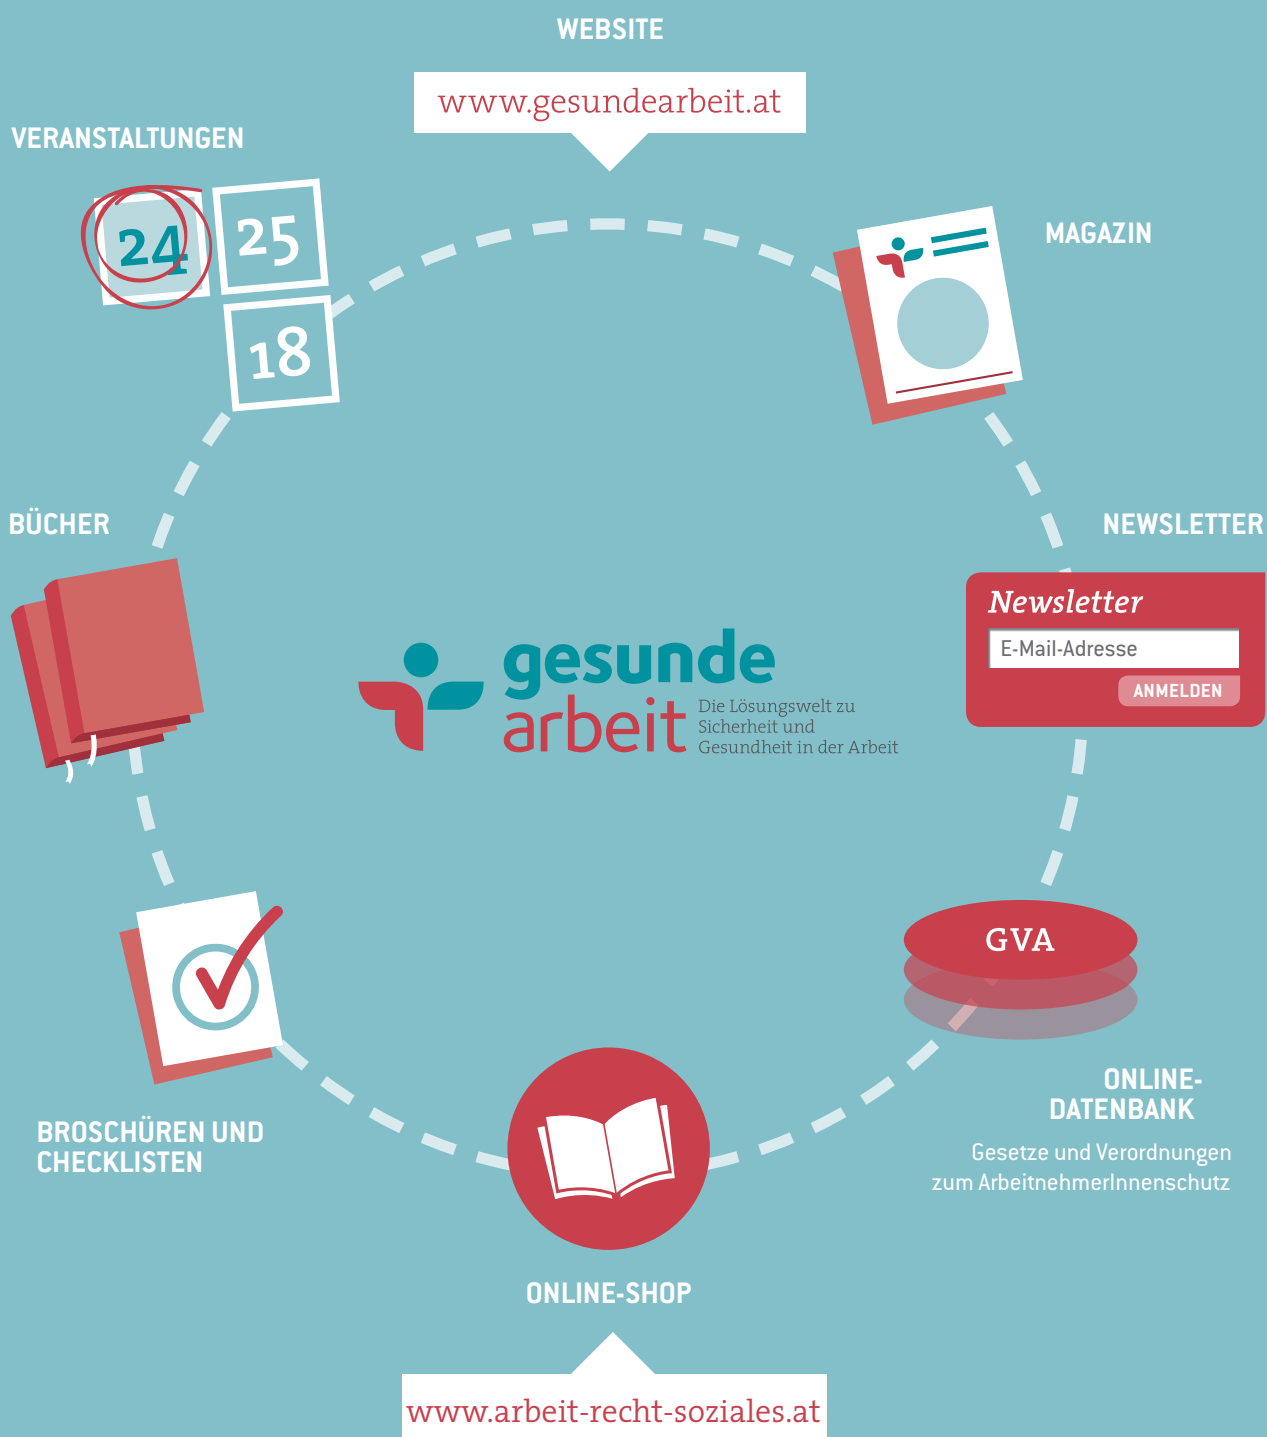 WEBSITE
www.gesundearbeit.at
VERANSTALTUNGEN
24
25
18
MAGAZIN
BÜCHER
NEWSLETTER
Newsletter
E-Mail-Adresse
ANMELDEN
gesunde
arbeit
Die Lösungswelt zu
Sicherheit und
Gesundheit in der Arbeit
GVA
ONLINE-
DATENBANK
Gesetze und Verordnungen
zum ArbeitnehmerInnenschutz
BROSCHÜREN UND
CHECKLISTEN
ONLINE-SHOP
www.arbeit-recht-soziales.at